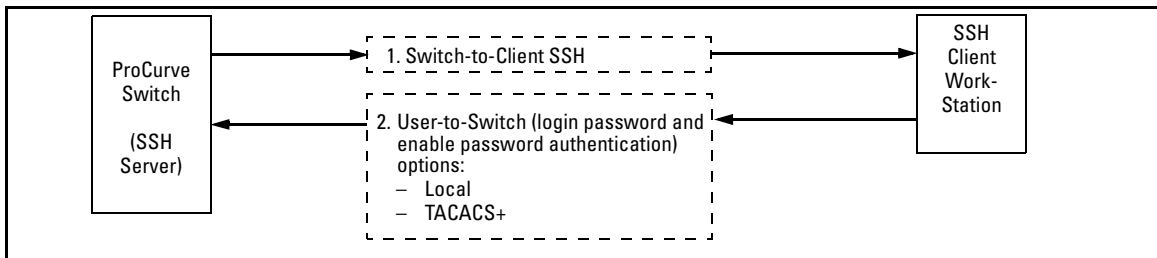 ProCurve
Switch
(SSH
Server)
1. Switch-to-Client SSH
2. User-to-Switch (login password and
enable password authentication)
options:
– Local
– TACACS+
SSH
Client
Work-
Station